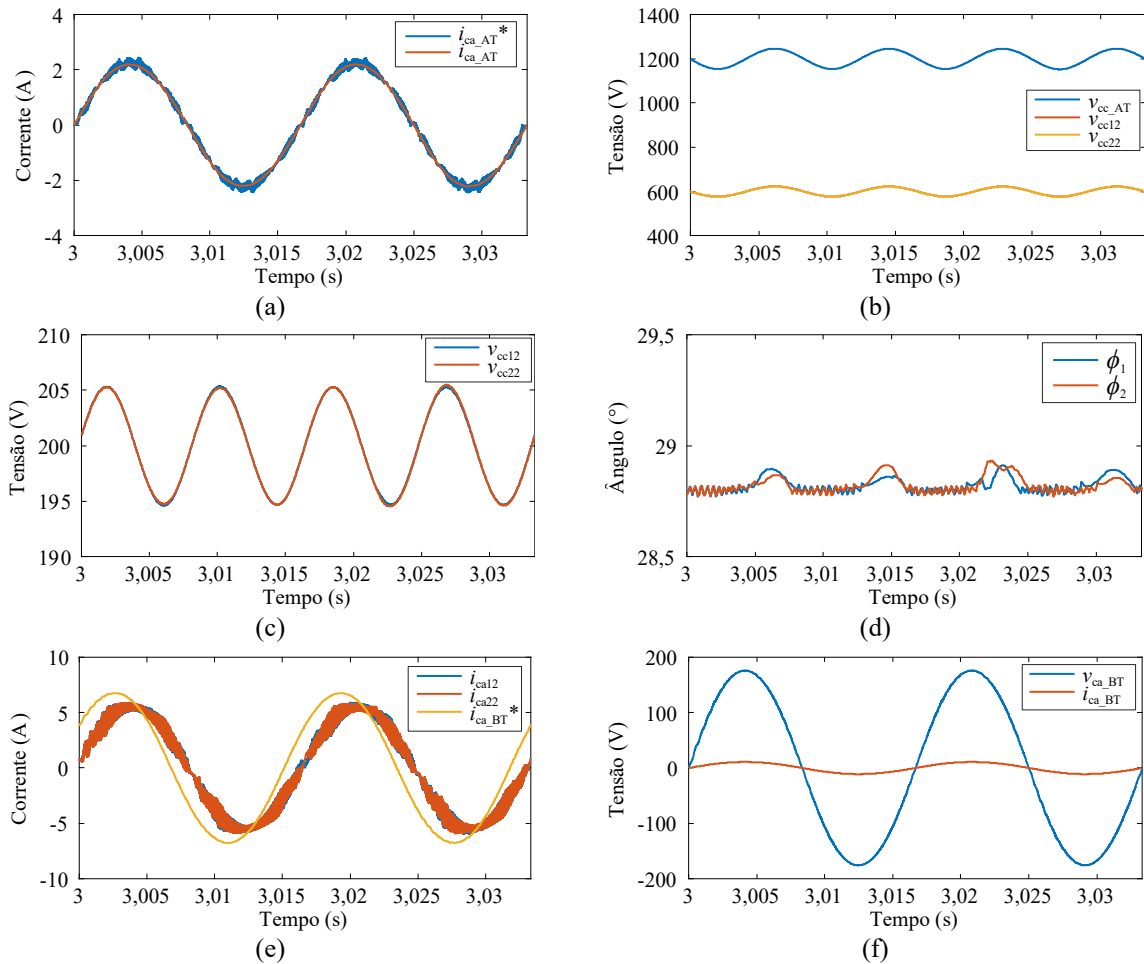 4
2
0
-2
-4
Corrente (A)
i_ca_AT*
i_ca_AT
3 3,005 3,01 3,015 3,02 3,025 3,03
Tempo (s)
(a)
1400
1200
1000
800
600
400
Tensão (V)
v_cc_AT
v_cc12
v_cc22
3 3,005 3,01 3,015 3,02 3,025 3,03
Tempo (s)
(b)
210
205
200
195
190
Tensão (V)
v_cc12
v_cc22
3 3,005 3,01 3,015 3,02 3,025 3,03
Tempo (s)
(c)
29,5
29
28,5
Ângulo (°)
ϕ_1
ϕ_2
3 3,005 3,01 3,015 3,02 3,025 3,03
Tempo (s)
(d)
10
5
0
-5
-10
Corrente (A)
i_ca12
i_ca22
i_ca_BT*
3 3,005 3,01 3,015 3,02 3,025 3,03
Tempo (s)
(e)
200
100
0
-100
-200
Tensão (V)
v_ca_BT
i_ca_BT
3 3,005 3,01 3,015 3,02 3,025 3,03
Tempo (s)
(f)